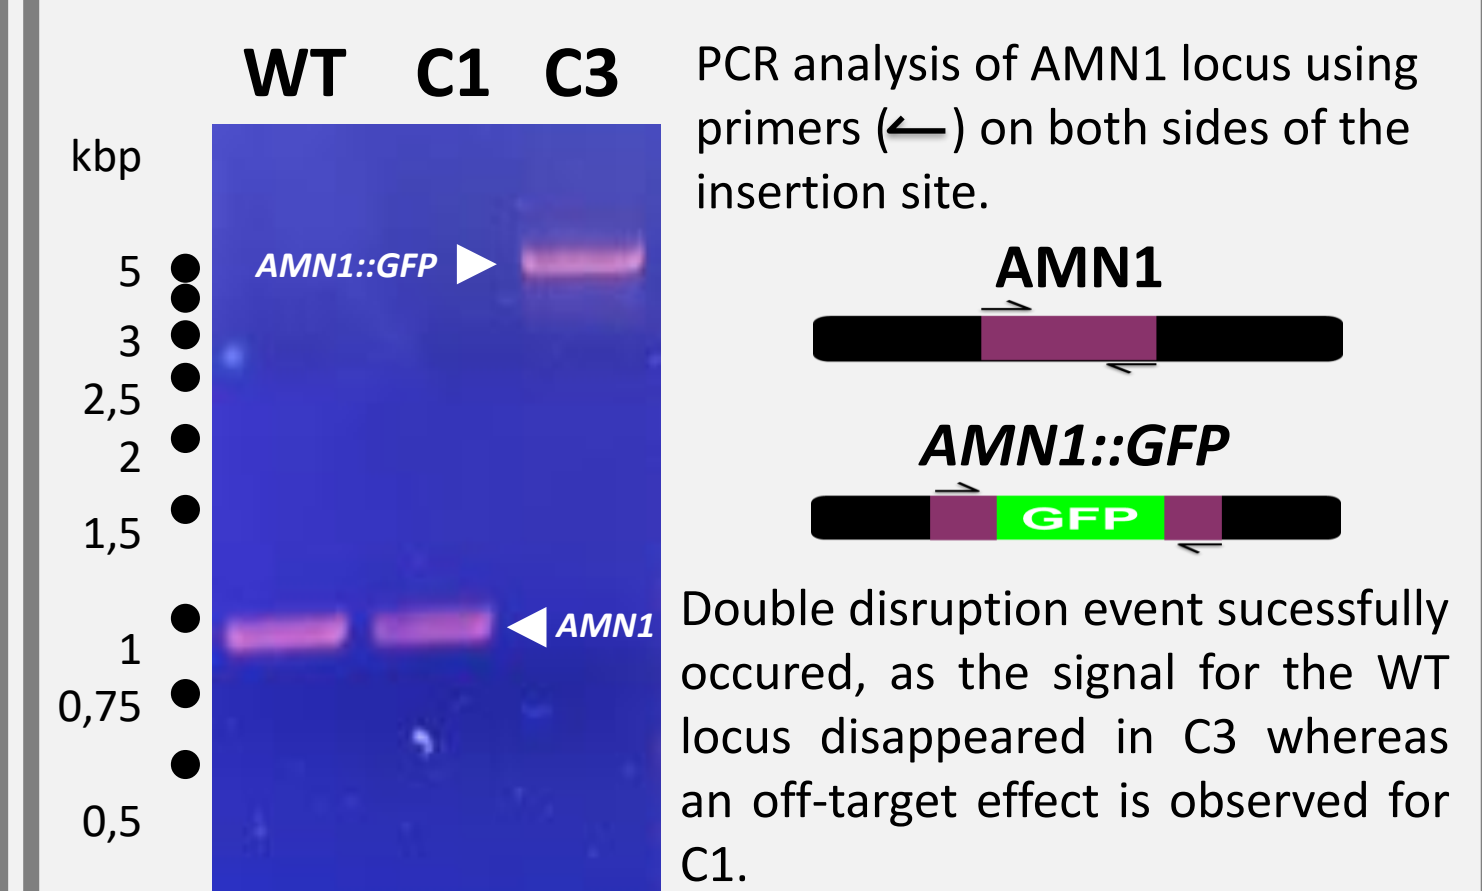 WT C1 C3
kbp
5
3
2,5
2
1,5
1
0,75
0,5
AMN1::GFP
AMN1
PCR analysis of AMN1 locus using
primers ( ) on both sides of the
insertion site.
AMN1
AMN1::GFP
GFP
Double disruption event sucessfully
occured, as the signal for the WT
locus disappeared in C3 whereas
an off-target effect is observed for
C1.